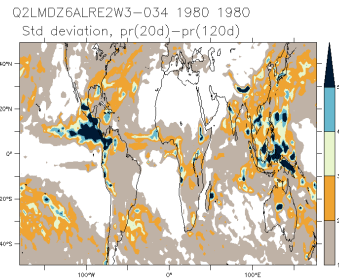 Q2LMDZ6ALRE2W3-034 1980 1980
Std deviation, pr(20d)-pr(120d)
40°N
20°N
0°
20°S
40°S
100°W 0° 100°E
5
4
3
2
1